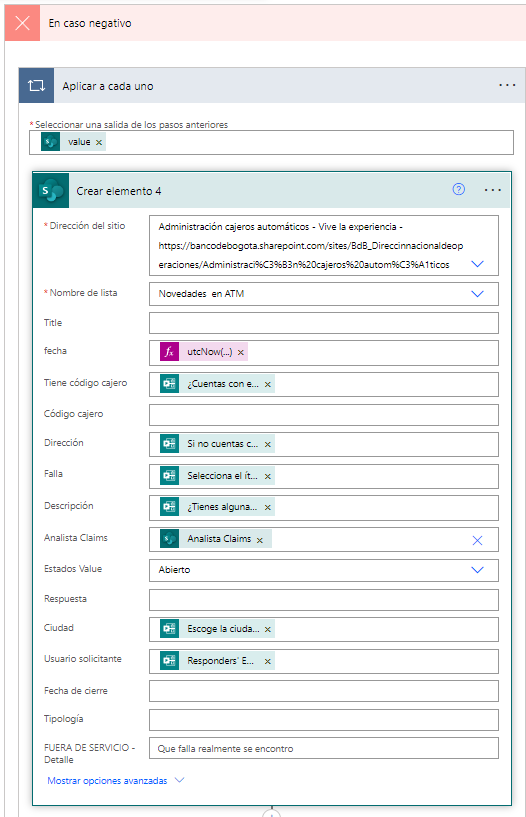 En caso negativo
Aplicar a cada uno
* Seleccionar una salida de los pasos anteriores
value ×
Crear elemento 4
* Dirección del sitio
Administración cajeros automáticos - Vive la experiencia -
https://bancodebogota.sharepoint.com/sites/BdB_Direccinnacionaldeop
eraciones/Administraci%C3%B3n%20cajeros%20autom%C3%A1ticos
* Nombre de lista
Novedades en ATM
Title
fecha
fx utcNow(...) ×
Tiene código cajero
¿Cuentas con e... ×
Código cajero
Dirección
Si no cuentas c... ×
Falla
Selecciona el ít... ×
Descripción
¿Tienes alguna... ×
Analista Claims
Analista Claims ×
Estados Value
Abierto
Respuesta
Ciudad
Escoge la ciuda... ×
Usuario solicitante
Responders' E... ×
Fecha de cierre
Tipología
FUERA DE SERVICIO -
Detalle
Que falla realmente se encontro
Mostrar opciones avanzadas